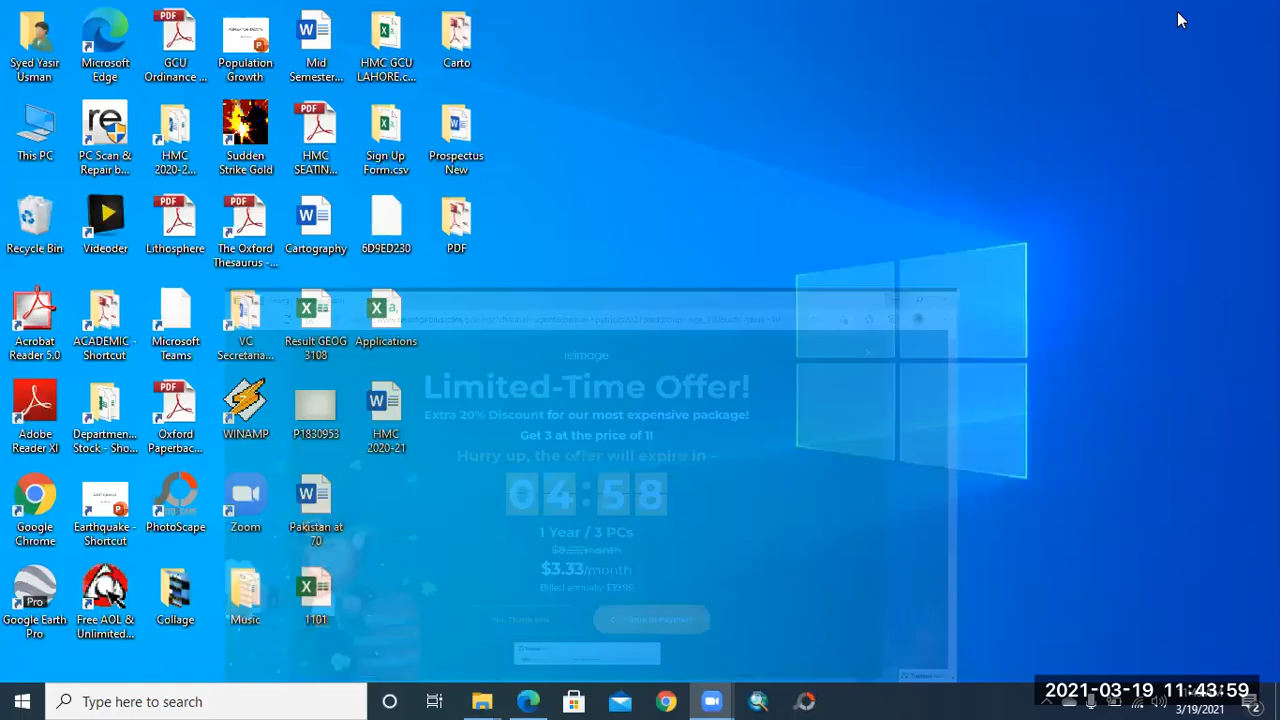 Syed Yasir
Usman
Microsoft
Edge
GCU
Ordinance ...
Population
Growth
Mid
Semester...
HMC GCU
LAHORE.c...
Carto
This PC
PC Scan &
Repair b...
HMC
2020-2...
Sudden
Strike Gold
HMC
SEATIN...
Sign Up
Form.csv
Prospectus
New
Recycle Bin
Videoder
Lithosphere
The Oxford
Thesaurus -...
Cartography
6D9ED230
PDF
Acrobat
Reader 5.0
ACADEMIC -
Shortcut
Microsoft
Teams
VC
Secretaria...
Result GEOG
3108
Applications
Adobe
Reader XI
Departmen...
Stock - Sho...
Oxford
Paperbac...
WINAMP
P1830953
HMC
2020-21
Google
Chrome
Earthquake -
Shortcut
PhotoScape
Zoom
Pakistan at
70
Google Earth
Pro
Free AOL &
Unlimited...
Collage
Music
1101
reimage
Limited-Time Offer!
Extra 20% Discount for our most expensive package!
Get 3 at the price of 1!
Hurry up, the offer will expire in -
04:58
1 Year / 3 PCs
$3.33/month
Billed annually
No, Thank you
Continue to Payment
Type here to search
2021-03-19 11:43:59
3/19/2021